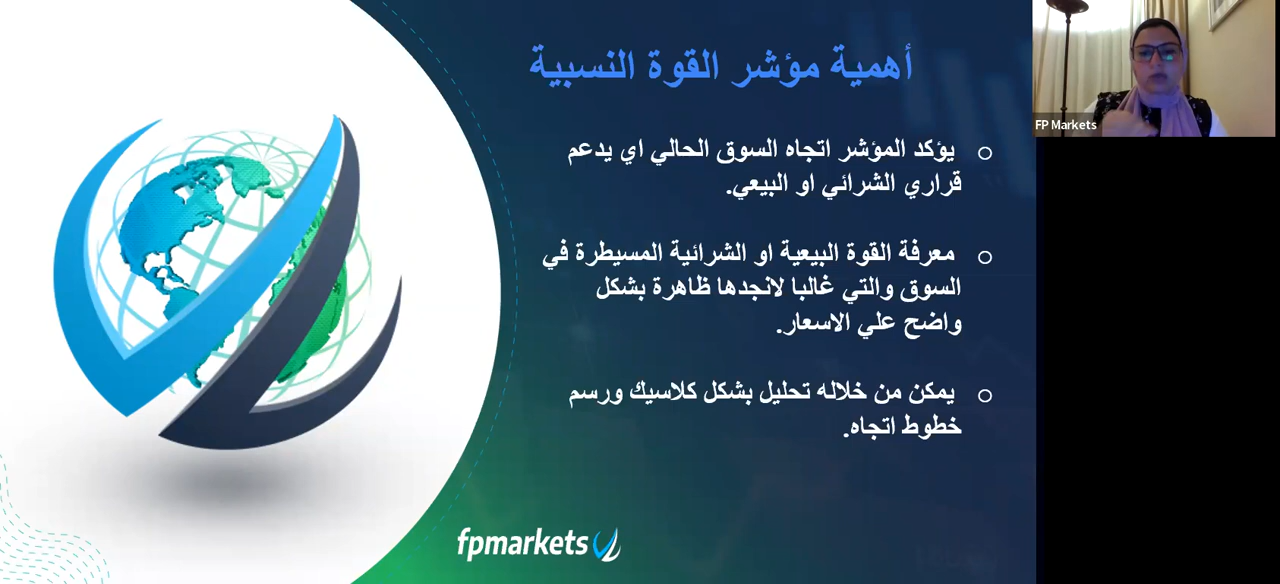 أهمية مؤشر القوة النسبية
يؤكد المؤشر اتجاه السوق الحالي اي يدعم
قراري الشرائي او البيعي.
معرفة القوة البيعية او الشرائية المسيطرة في
السوق والتي غالبا لانجدها ظاهرة بشكل
واضح علي الاسعار.
يمكن من خلاله تحليل بشكل كلاسيك ورسم
خطوط اتجاه.
fpmarkets
FP Markets